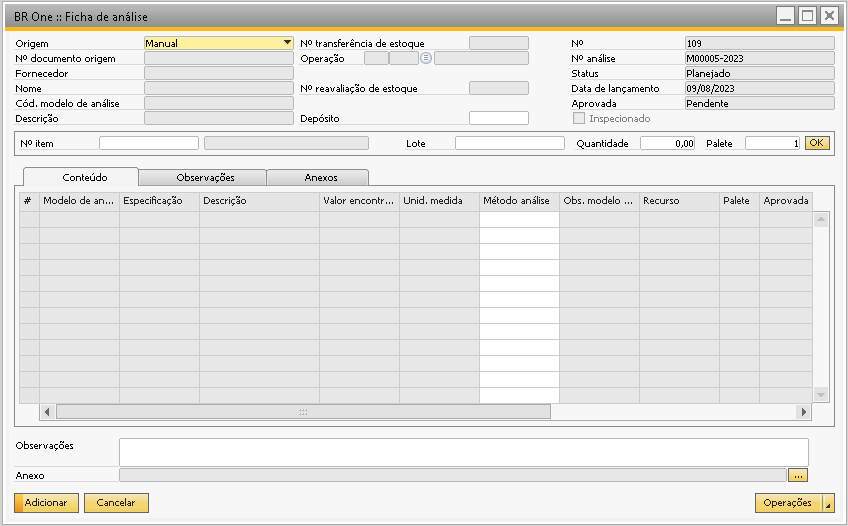 BR One :: Ficha de análise
Origem Manual Nº transferência de estoque Nº 109
Nº documento origem Operação Nº análise M00005-2023
Fornecedor Status Planejado
Nome Nº reavaliação de estoque Data de lançamento 09/08/2023
Cód. modelo de análise Aprovada Pendente
Descrição Depósito Inspecionado
Nº item Lote Quantidade 0,00 Palete 1 OK
Conteúdo Observações Anexos
# Modelo de an... Especificação Descrição Valor encontr... Unid. medida Método análise Obs. modelo ... Recurso Palete Aprovada
Observações
Anexo ...
Adicionar Cancelar Operações